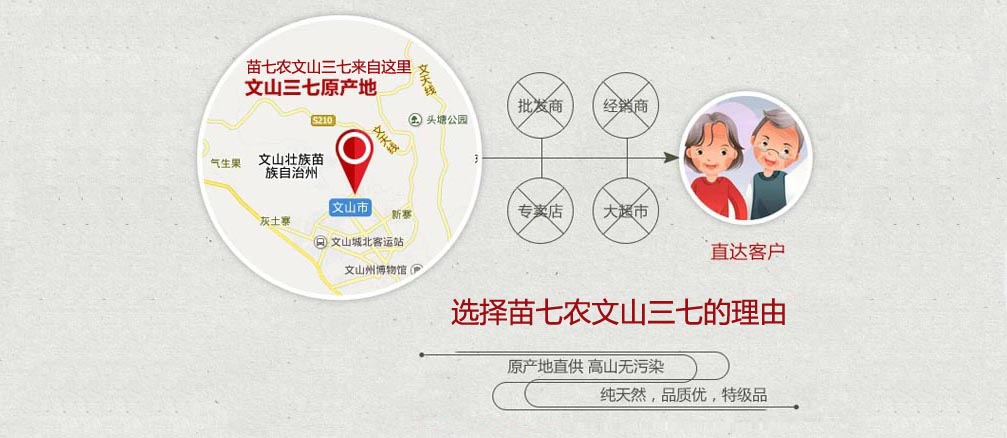 苗七农文山三七来自这里
文山三七原产地
文天线
S210
头塘公园
文天线
气生果
文山壮族苗
族自治州
文山市
新寨
灰土寨
文山城北客运站
文山州博物馆
批发商
经销商
专卖店
大超市
直达客户
选择苗七农文山三七的理由
原产地直供 高山无污染
纯天然，品质优，特级品